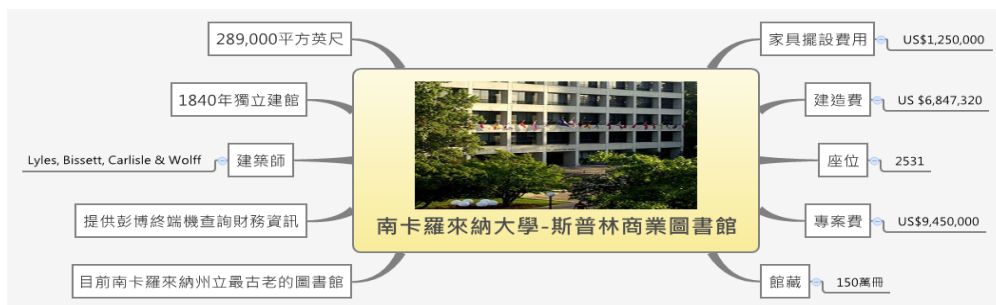 289,000平方英尺
1840年獨立建館
Lyles, Bissett, Carlisle & Wolff
建築師
提供彭博終端機查詢財務資訊
目前南卡羅來納州立最古老的圖書館
南卡羅來納大學-斯普林商業圖書館
家具擺設費用
US$1,250,000
建造費
US $6,847,320
座位
2531
專案費
US$9,450,000
館藏
150萬冊